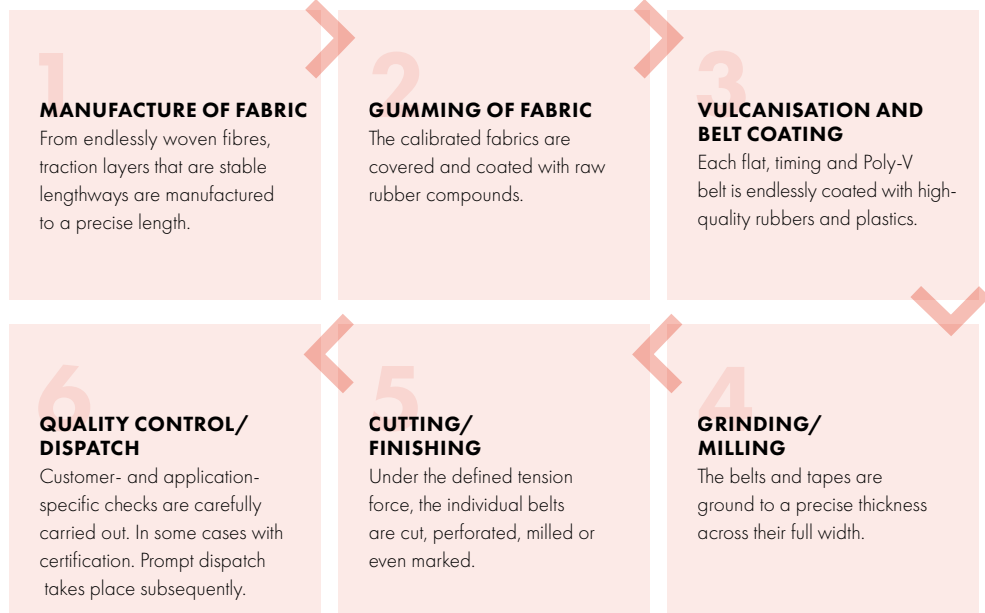 1
MANUFACTURE OF FABRIC
From endlessly woven fibres,
traction layers that are stable
lengthways are manufactured
to a precise length.
2
GUMMING OF FABRIC
The calibrated fabrics are
covered and coated with raw
rubber compounds.
3
VULCANISATION AND
BELT COATING
Each flat, timing and Poly-V
belt is endlessly coated with high-
quality rubbers and plastics.
4
GRINDING/
MILLING
The belts and tapes are
ground to a precise thickness
across their full width.
5
CUTTING/
FINISHING
Under the defined tension
force, the individual belts
are cut, perforated, milled or
even marked.
6
QUALITY CONTROL/
DISPATCH
Customer- and application-
specific checks are carefully
carried out. In some cases with
certification. Prompt dispatch
takes place subsequently.